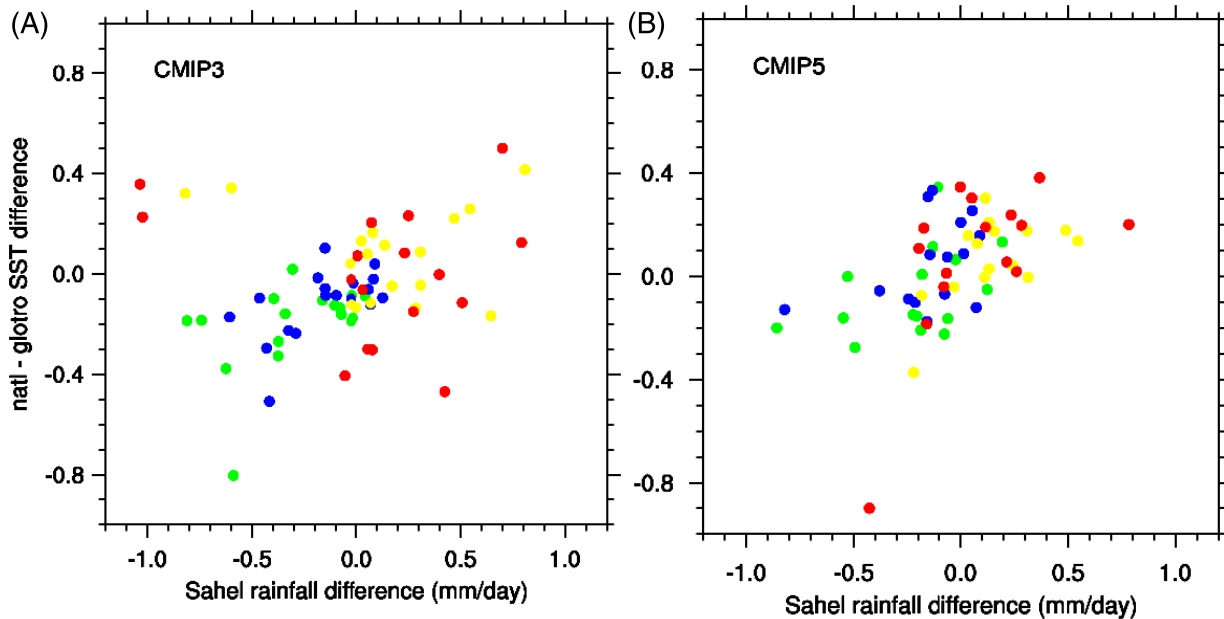 (A)
CMIP3
0.8
0.4
0.0
-0.4
-0.8
natl - glotro SST difference
-1.0 -0.5 0.0 0.5 1.0
Sahel rainfall difference (mm/day)
(B)
CMIP5
0.8
0.4
0.0
-0.4
-0.8
-1.0 -0.5 0.0 0.5 1.0
Sahel rainfall difference (mm/day)